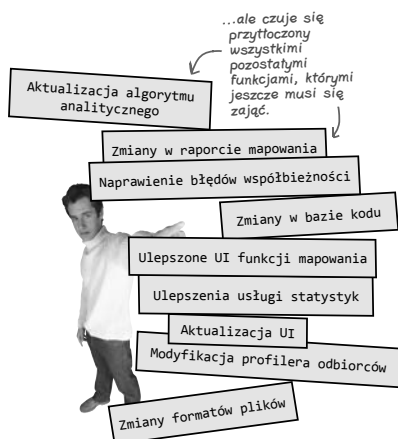 ...ale czuje się
przytłoczony
wszystkimi
pozostałymi
funkcjami, którymi
jeszcze musi się
zająć.
Aktualizacja algorytmu
analitycznego
Zmiany w raporcie mapowania
Naprawienie błędów współbieżności
Zmiany w bazie kodu
Ulepszone UI funkcji mapowania
Ulepszenia usługi statystyk
Aktualizacja UI
Modyfikacja profilera odbiorców
Zmiany formatów plików